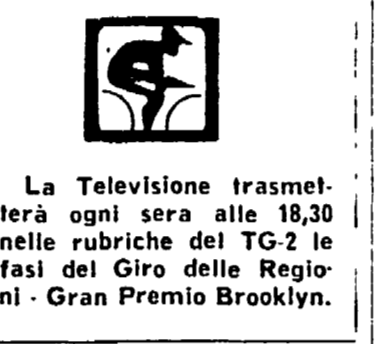 La Televisione trasmet-
terà ogni sera alle 18,30
nelle rubriche del TG-2 le
fasi del Giro delle Regio-
ni - Gran Premio Brooklyn.